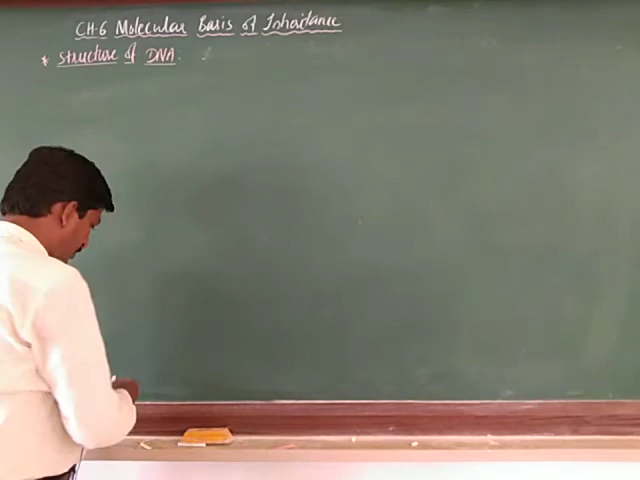 CH.6 Molecular Basis of Inheritance
* Structure of DNA.